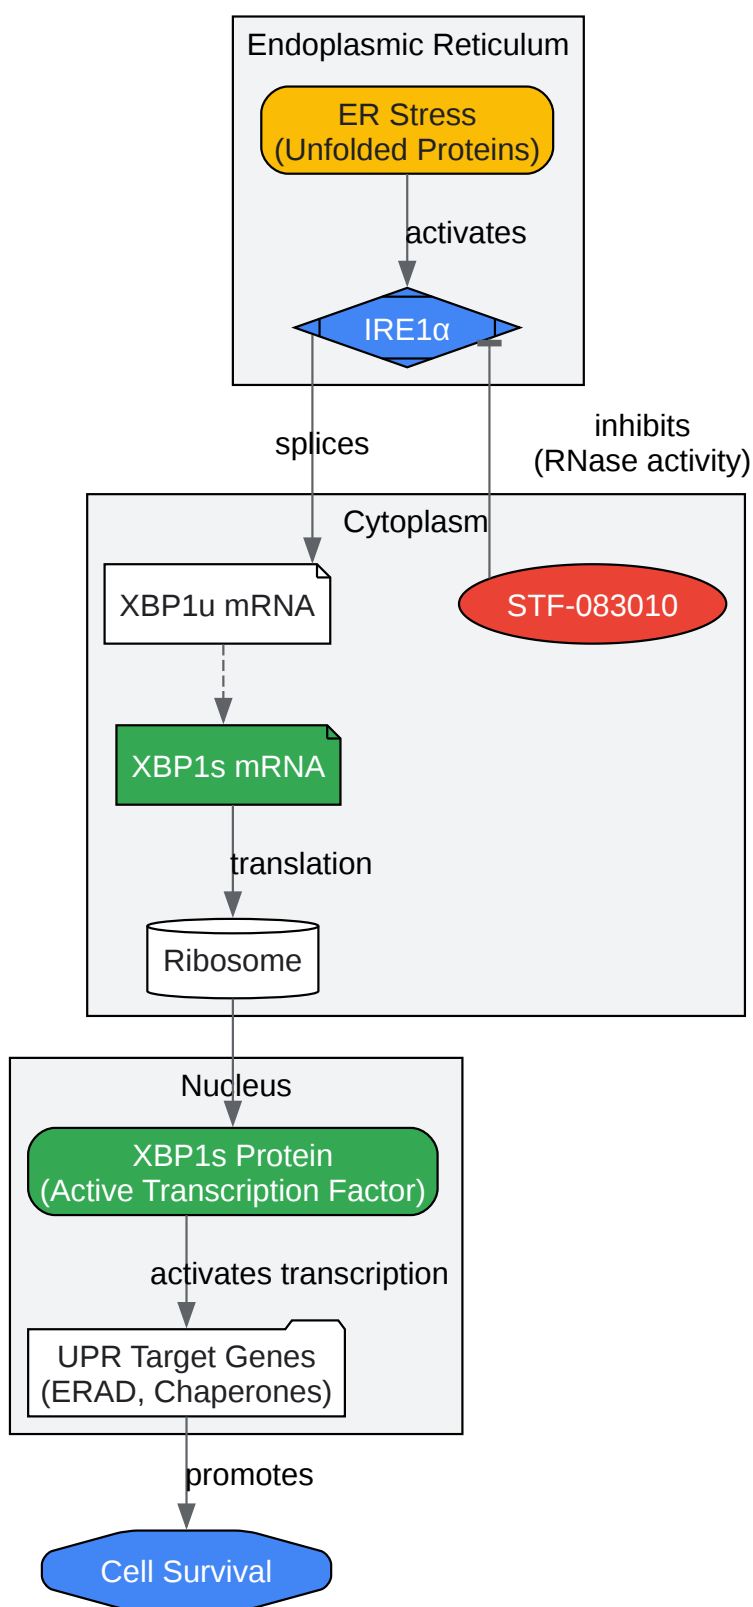 Endoplasmic Reticulum
ER Stress
(Unfolded Proteins)
activates
IRE1α
splices
inhibits
(RNase activity)
Cytoplasm
XBP1u mRNA
STF-083010
XBP1s mRNA
translation
Ribosome
Nucleus
XBP1s Protein
(Active Transcription Factor)
activates transcription
UPR Target Genes
(ERAD, Chaperones)
promotes
Cell Survival